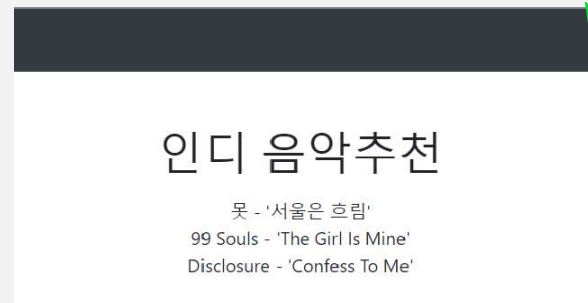 인디 음악추천
못 - '서울은 흐림'
99 Souls - 'The Girl Is Mine'
Disclosure - 'Confess To Me'